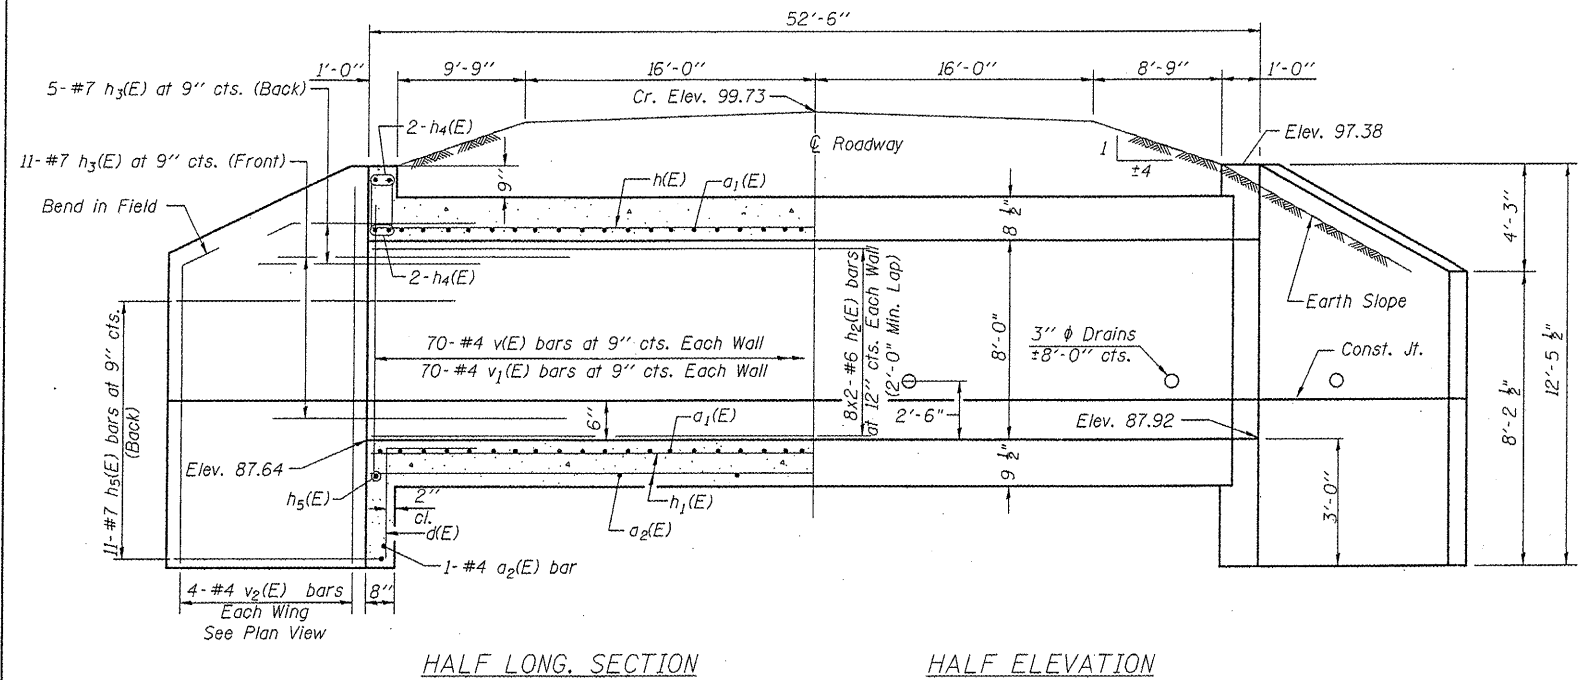 52'-6"
1'-0" 9'-9" 16'-0" 16'-0" 8'-9" 1'-0"
5-#7 h3(E) at 9" cts. (Back)
Cr. Elev. 99.73
2-h4(E)
Elev. 97.38
℄ Roadway
1
±4
11-#7 h3(E) at 9" cts. (Front)
9"
h(E)
a1(E)
Bend in Field
8 ½"
4'-3"
2-h4(E)
Earth Slope
11-#7 h5(E) bars at 9" cts.
(Back)
70-#4 v(E) bars at 9" cts. Each Wall
70-#4 v1(E) bars at 9" cts. Each Wall
8x2-#6 h2(E) bars
at 12" cts. Each Wall
(2'-0" Min. Lap)
8'-0"
3" φ Drains
±8'-0" cts.
Const. Jt.
12'-5 ½"
2'-6"
6"
a1(E)
Elev. 87.92
8'-2 ½"
Elev. 87.64
9 ½"
h5(E)
2"
cl.
h1(E)
3'-0"
d(E)
a2(E)
1-#4 a2(E) bar
4-#4 v2(E) bars
Each Wing
See Plan View
8"
HALF LONG. SECTION
HALF ELEVATION